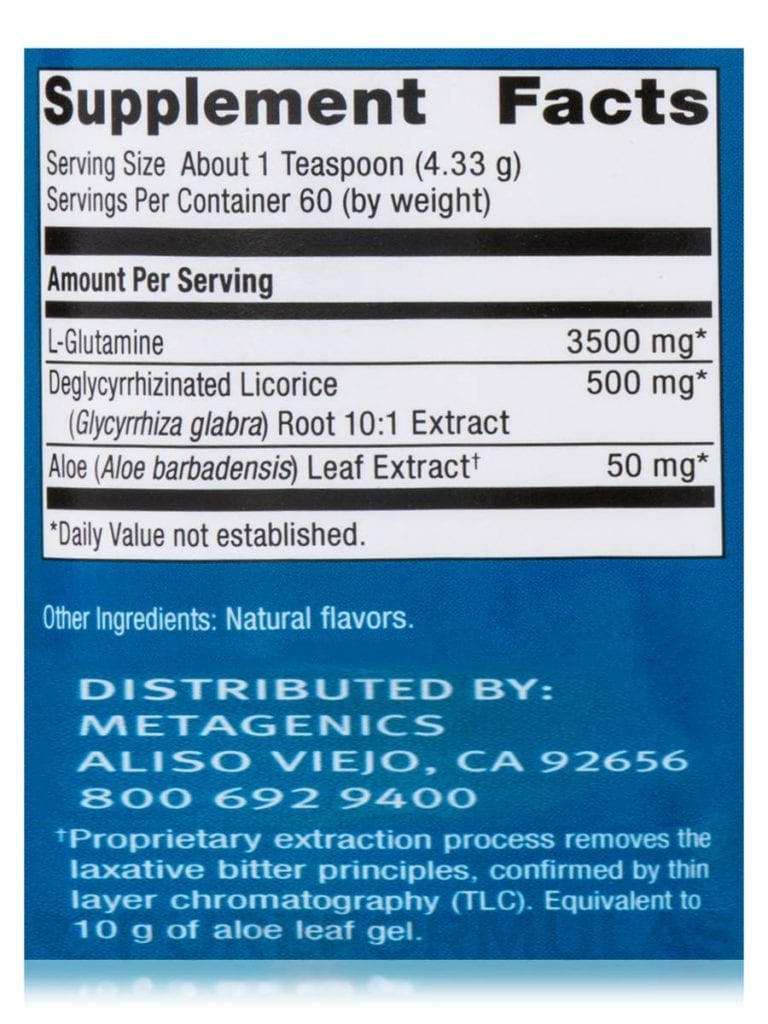 Supplement Facts
Serving Size About 1 Teaspoon (4.33 g)
Servings Per Container 60 (by weight)
Amount Per Serving
L-Glutamine 3500 mg*
Deglycyrrhizinated Licorice 500 mg*
(Glycyrrhiza glabra) Root 10:1 Extract
Aloe (Aloe barbadensis) Leaf Extract† 50 mg*
*Daily Value not established.
Other Ingredients: Natural flavors.
DISTRIBUTED BY:
METAGENICS
ALISO VIEJO, CA 92656
800 692 9400
†Proprietary extraction process removes the
laxative bitter principles, confirmed by thin
layer chromatography (TLC). Equivalent to
10 g of aloe leaf gel.